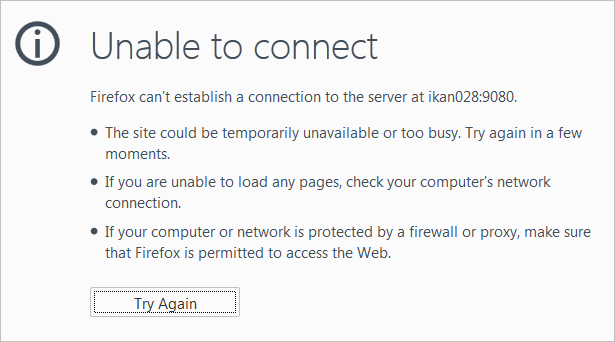 Unable to connect
Firefox can't establish a connection to the server at ikan028:9080.
The site could be temporarily unavailable or too busy. Try again in a few
moments.
If you are unable to load any pages, check your computer's network
connection.
If your computer or network is protected by a firewall or proxy, make sure
that Firefox is permitted to access the Web.
Try Again